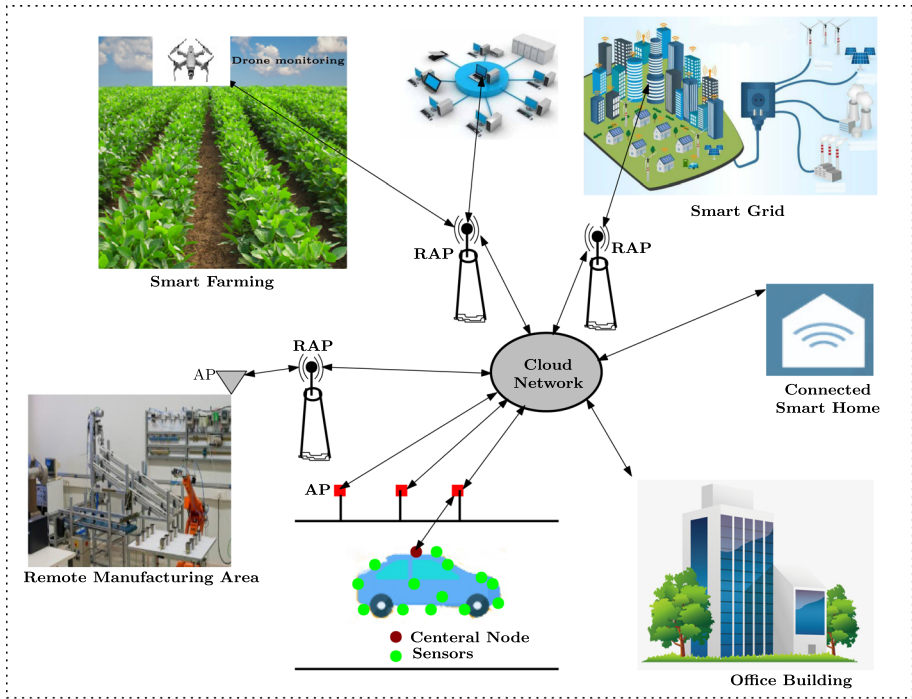 Drone monitoring
Smart Grid
RAP
RAP
Smart Farming
RAP
AP
Cloud
Network
Connected
Smart Home
AP
Remote Manufacturing Area
Centeral Node
Sensors
Office Building